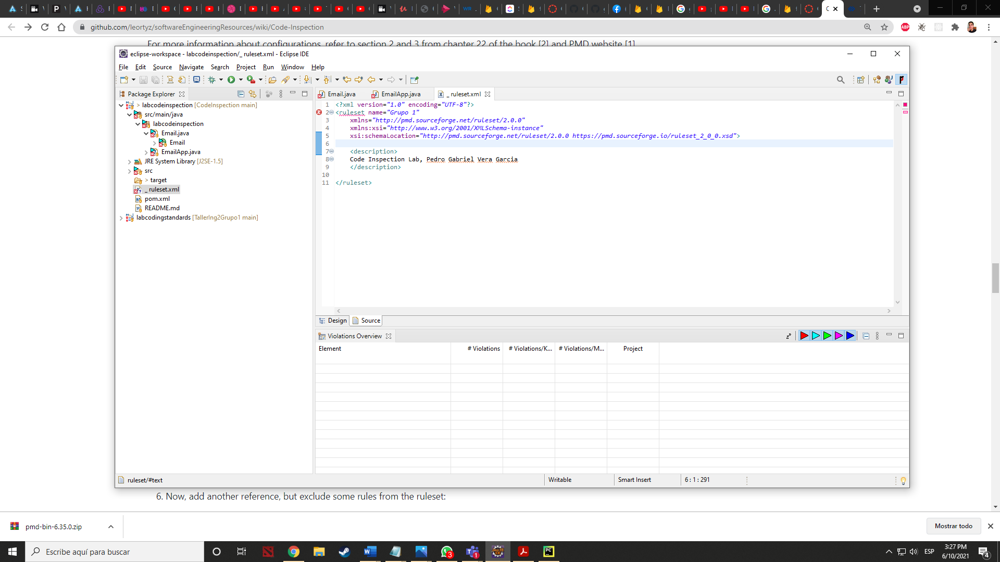 github.com/leortyz/softwareEngineeringResources/wiki/Code-Inspection
ABP
For more information about configurations, refer to section 2 and 3 from chapter 22 of the book [2] and PMD website [1]
eclipse-workspace - labcodeinspection/_ ruleset.xml - Eclipse IDE
File Edit Source Navigate Search Project Run Window Help
Package Explorer
> labcodeinspection [CodeInspection main]
src/main/java
labcodeinspection
Email.java
Email
EmailApp.java
JRE System Library [J2SE-1.5]
src
> target
_ ruleset.xml
pom.xml
README.md
labcodingstandards [TallerIng2Grupo1 main]
Email.java EmailApp.java _ ruleset.xml
1 <?xml version="1.0" encoding="UTF-8"?>
2 <ruleset name="Grupo 1"
3 xmlns="http://pmd.sourceforge.net/ruleset/2.0.0"
4 xmlns:xsi="http://www.w3.org/2001/XMLSchema-instance"
5 xsi:schemaLocation="http://pmd.sourceforge.net/ruleset/2.0.0 https://pmd.sourceforge.io/ruleset_2_0_0.xsd">
6
7 <description>
8 Code Inspection Lab, Pedro Gabriel Vera Garcia
9 </description>
10
11 </ruleset>
Design Source
Violations Overview
Element # Violations # Violations/K... # Violations/M... Project
ruleset/#text
Writable Smart Insert 6 : 1 : 291
6. Now, add another reference, but exclude some rules from the ruleset:
pmd-bin-6.35.0.zip
Mostrar todo
Escribe aquí para buscar
3
1
PC
ESP
3:27 PM
6/10/2021
4